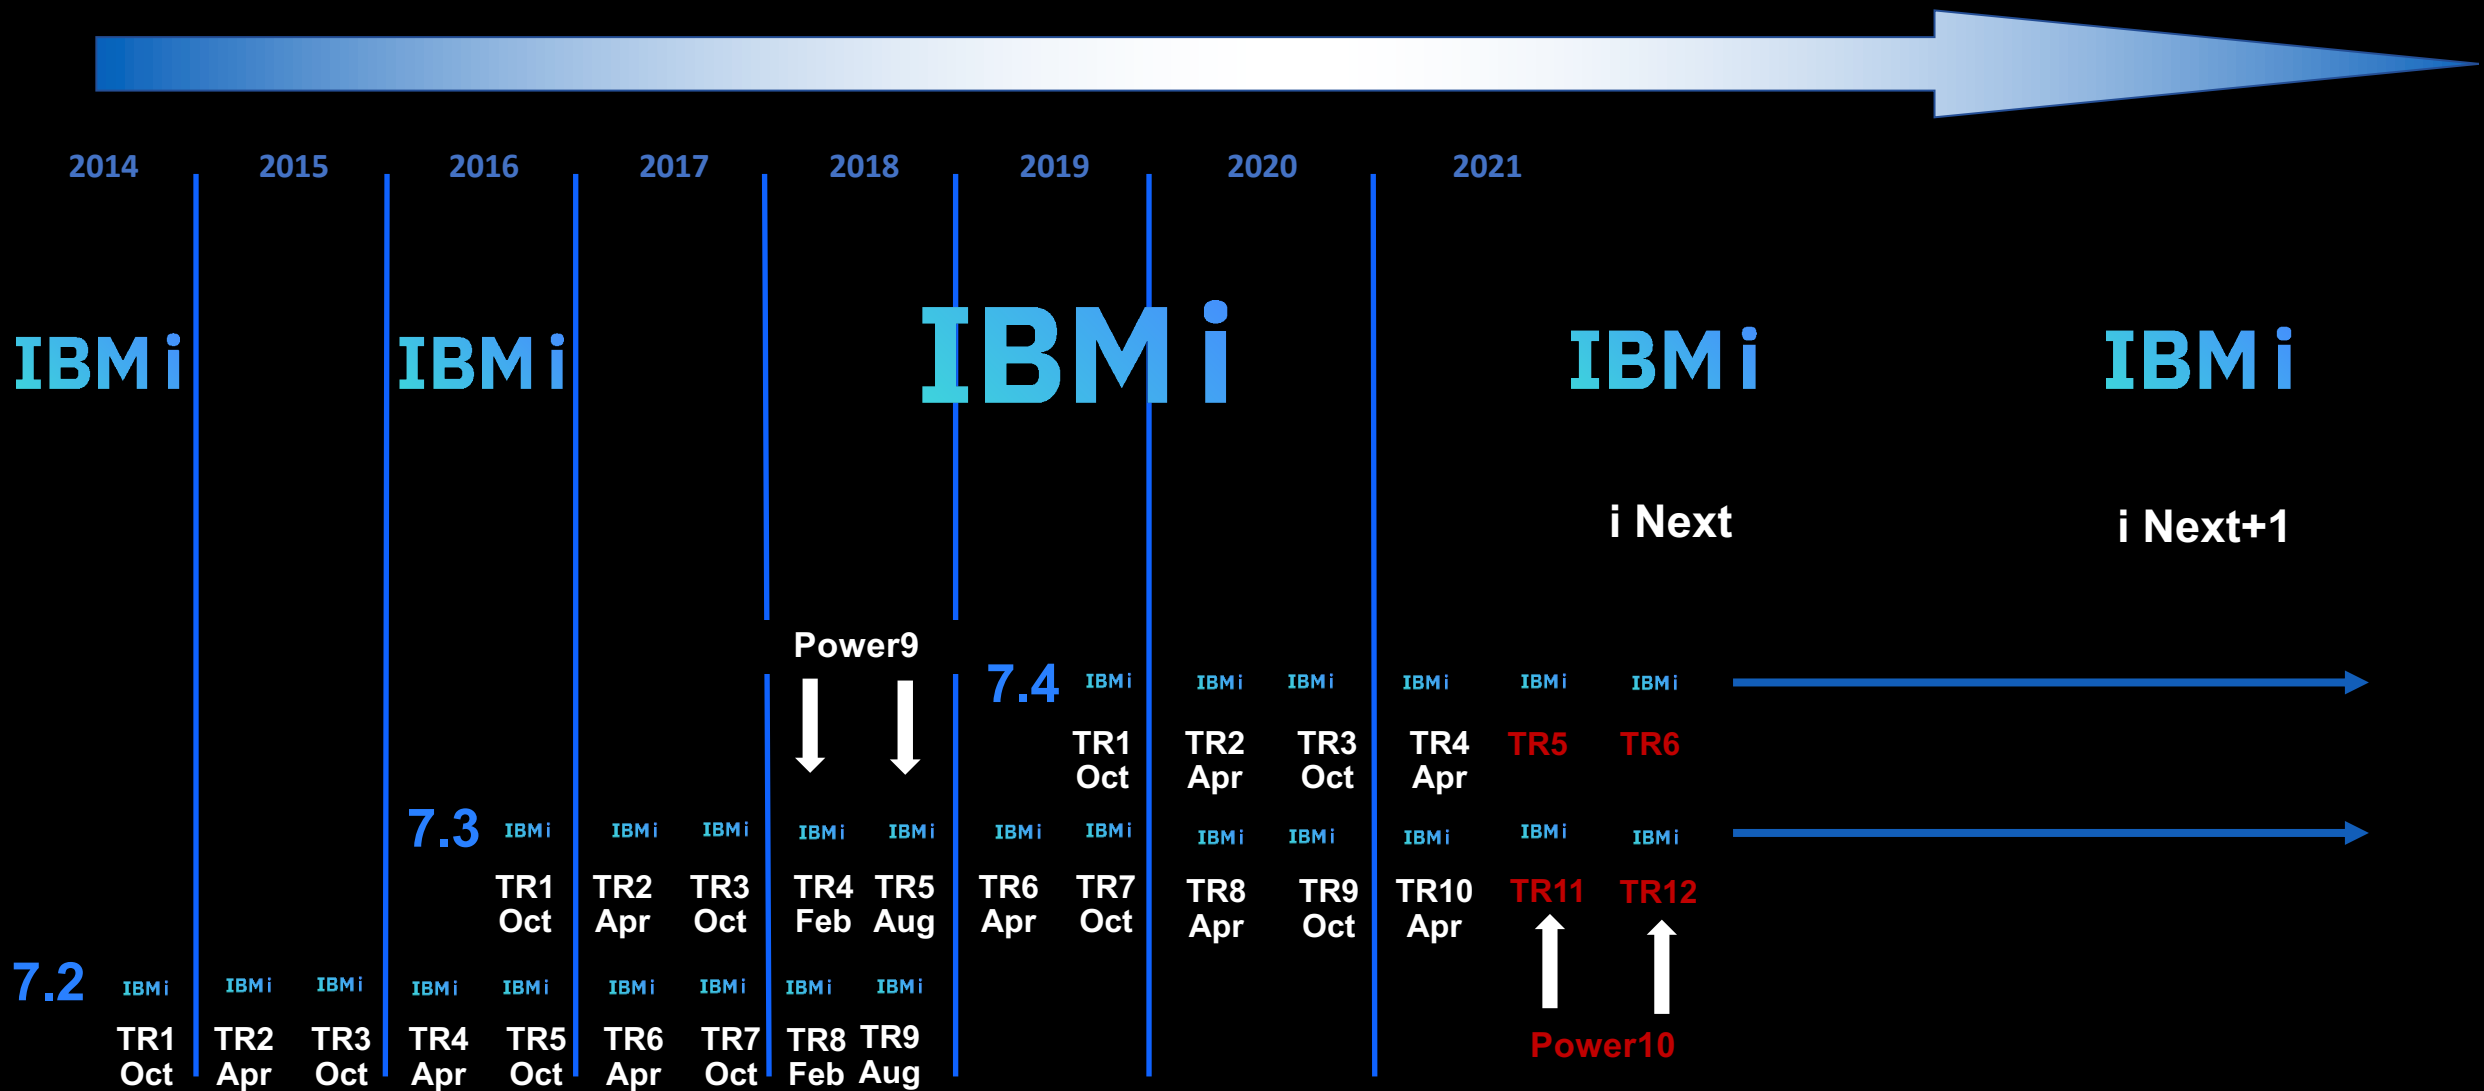 2014 2015 2016 2017 2018 2019 2020 2021
IBM i IBM i IBM i IBM i IBM i
i Next i Next+1
Power9
7.4 IBM i IBM i IBM i IBM i IBM i IBM i
TR1 TR2 TR3 TR4 TR5 TR6
Oct Apr Oct Apr
7.3 IBM i IBM i IBM i IBM i IBM i IBM i IBM i IBM i IBM i IBM i IBM i IBM i
TR1 TR2 TR3 TR4 TR5 TR6 TR7 TR8 TR9 TR10 TR11 TR12
Oct Apr Oct Feb Aug Apr Oct Apr Oct Apr
7.2 IBM i IBM i IBM i IBM i IBM i IBM i IBM i IBM i IBM i
TR1 TR2 TR3 TR4 TR5 TR6 TR7 TR8 TR9
Oct Apr Oct Apr Oct Apr Oct Feb Aug
Power10